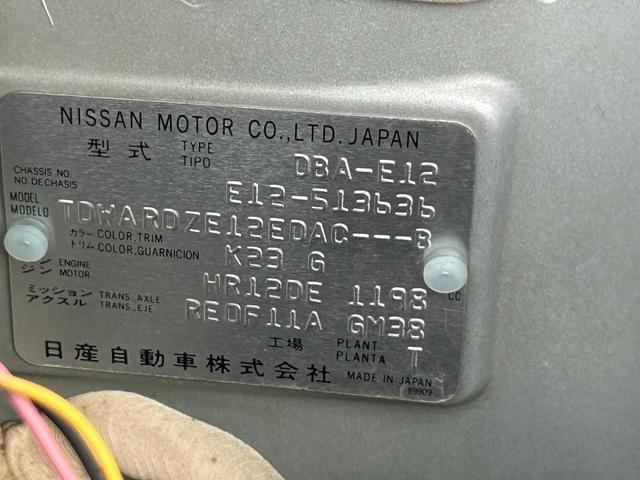 NISSAN MOTOR CO.,LTD. JAPAN
型式 TYPE TIPO DBA-E12
CHASSIS NO. NO.DE CHASIS E12-513636
MODEL MODELO TDWARDZE12EDAC---B
カラー COLOR,TRIM トリム COLOR,GUARNICION K23 G
ジン ENGINE MOTOR HR12DE 1198 CC
ミッション アクスル TRANS. AXLE TRANS. EJE RE0F11A GM38
工場 PLANT PLANTA T
日産自動車株式会社 MADE IN JAPAN
89909